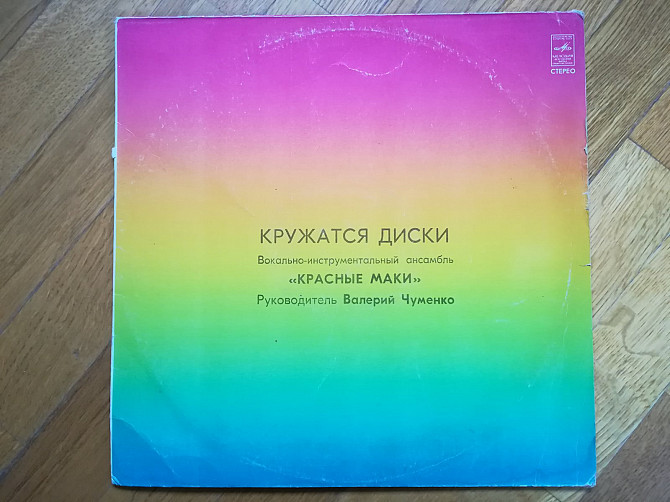 СТЕРЕО
КРУЖАТСЯ ДИСКИ
Вокально-инструментальный ансамбль
«КРАСНЫЕ МАКИ»
Руководитель Валерий Чуменко